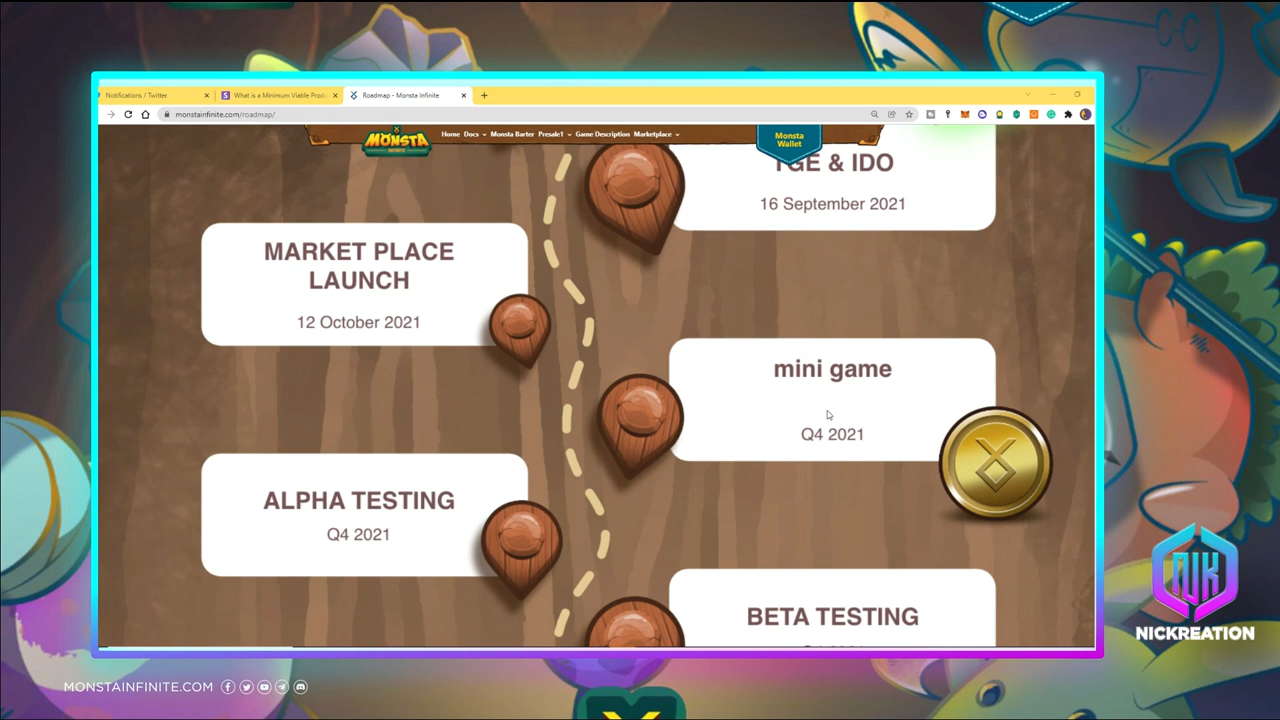 Notifications / Twitter
What is a Minimum Viable Produ
Roadmap - Monsta Infinite
monstainfinite.com/roadmap/
MONSTA
INFINITE
Home Docs Monsta Barter Presale1 Game Description Marketplace
Monsta
Wallet
TGE & IDO
16 September 2021
MARKET PLACE
LAUNCH
12 October 2021
mini game
Q4 2021
ALPHA TESTING
Q4 2021
BETA TESTING
NIK
NICKREATION
MONSTAINFINITE.COM